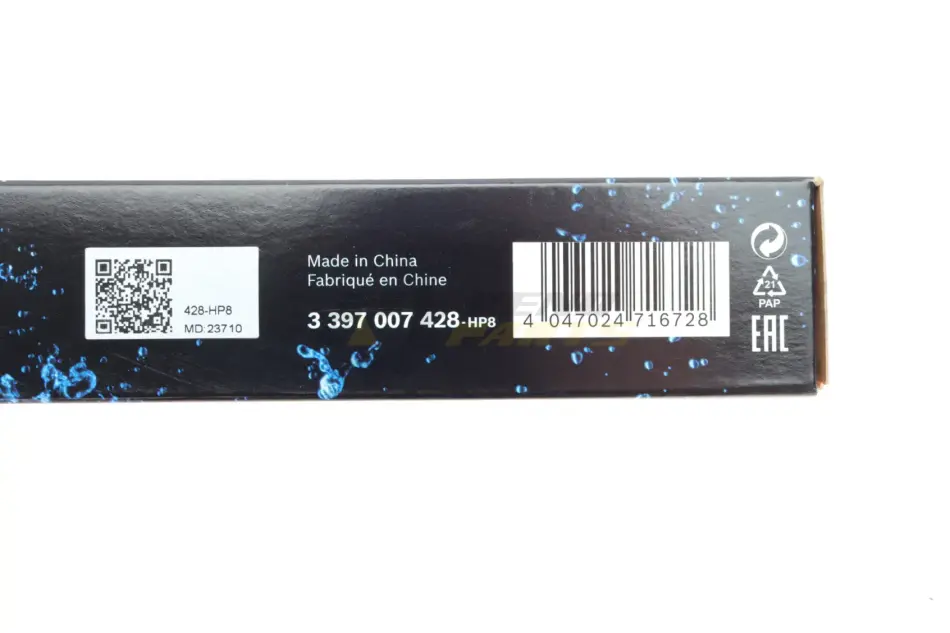 428-HP8
MD:23710
Made in China
Fabriqué en Chine
3 397 007 428-HP8
4 047024 716728
21
PAP
EAC
PARTS